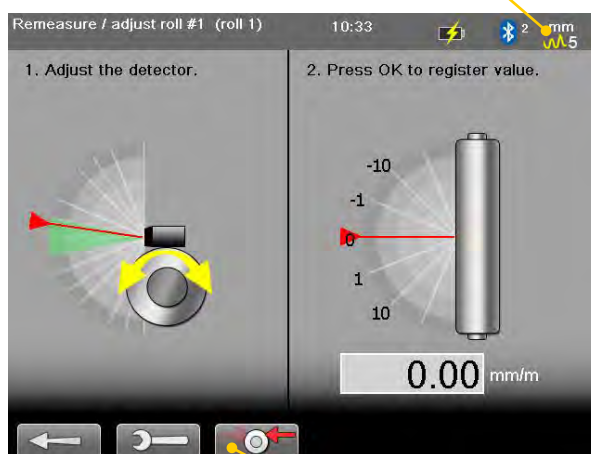 Remeasure / adjust roll #1 (roll 1) 10:33 2 mm
5
1. Adjust the detector.
2. Press OK to register value.
-10
-1
0
1
10
0.00 mm/m